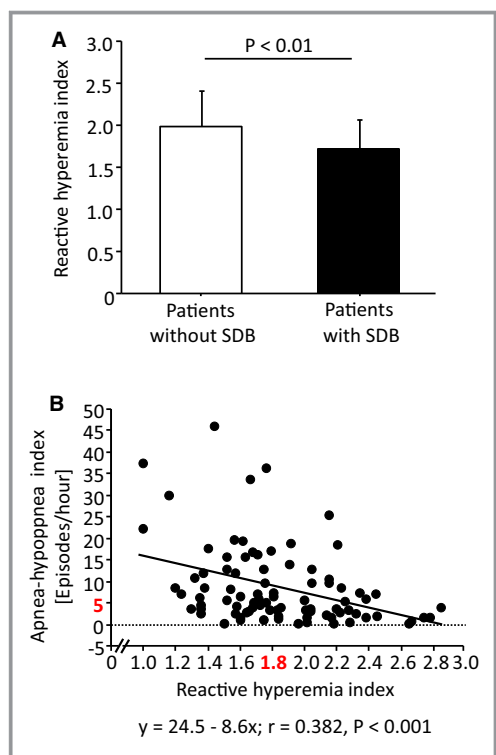 A
P < 0.01
Reactive hyperemia index
3.0
2.5
2.0
1.5
1.0
0.5
0
Patients without SDB
Patients with SDB
B
Apnea-hypoppnea index
[Episodes/hour]
50
45
40
35
30
25
20
15
10
5
0
-5
0 1.0 1.2 1.4 1.6 1.8 2.0 2.2 2.4 2.6 2.8 3.0
Reactive hyperemia index
y = 24.5 - 8.6x; r = 0.382, P < 0.001